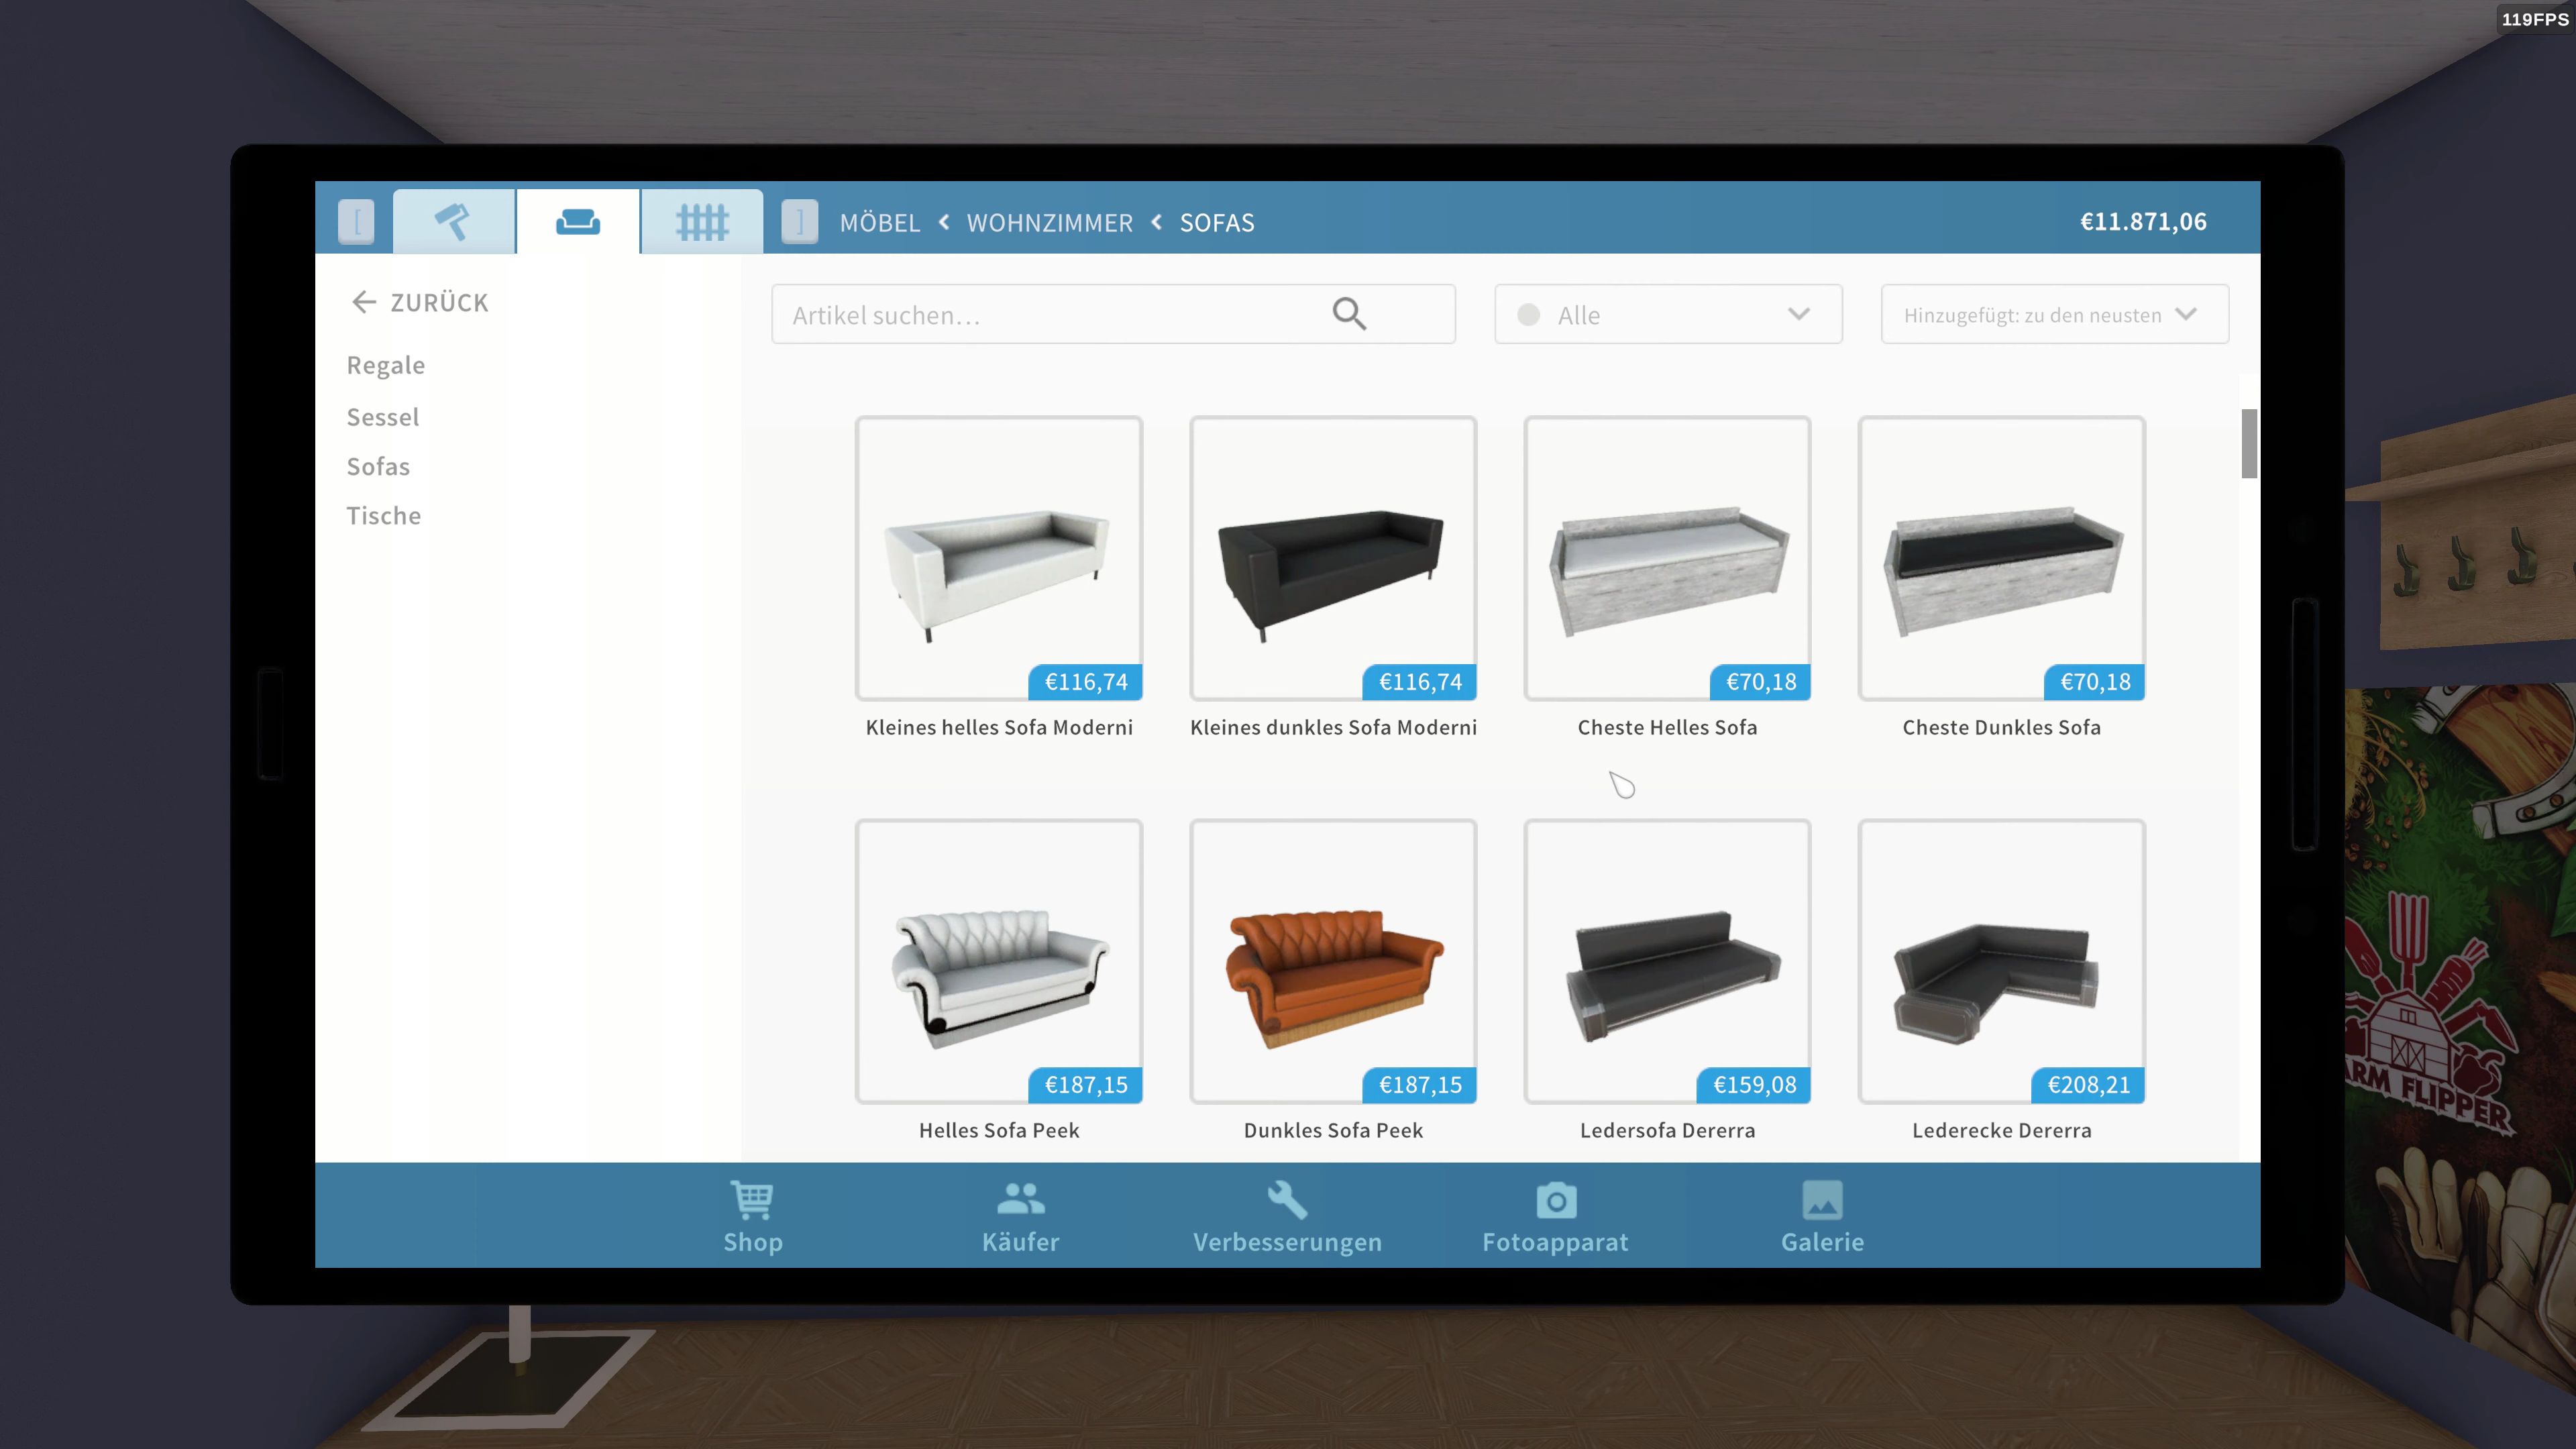 119FPS
[ ] MÖBEL WOHNZIMMER SOFAS €11.871,06
ZURÜCK
Artikel suchen... Alle Hinzugefügt: zu den neusten
Regale
Sessel
Sofas
Tische
€116,74 €116,74 €70,18 €70,18
Kleines helles Sofa Moderni Kleines dunkles Sofa Moderni Cheste Helles Sofa Cheste Dunkles Sofa
€187,15 €187,15 €159,08 €208,21
Helles Sofa Peek Dunkles Sofa Peek Ledersofa Dererra Lederecke Dererra
Shop Käufer Verbesserungen Fotoapparat Galerie
FLIPPER